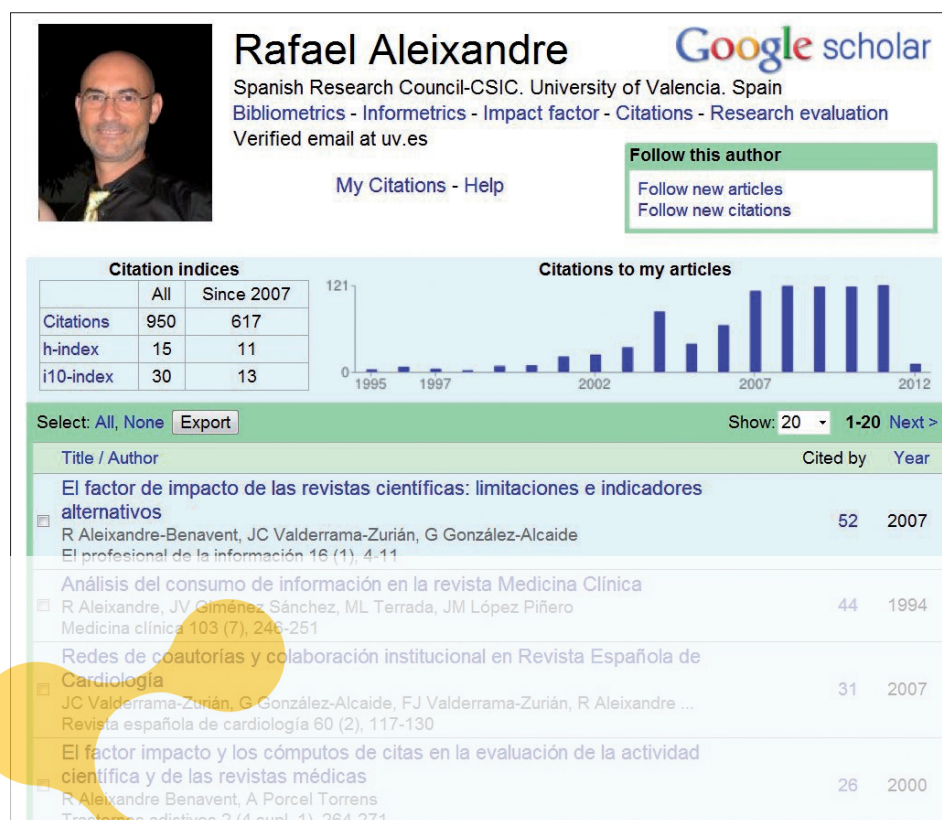 Rafael Aleixandre
Google scholar
Spanish Research Council-CSIC. University of Valencia. Spain
Bibliometrics - Informetrics - Impact factor - Citations - Research evaluation
Verified email at uv.es
My Citations - Help
Follow this author
Follow new articles
Follow new citations
Citation indices
All Since 2007
Citations 950 617
h-index 15 11
i10-index 30 13
Citations to my articles
121
0
1995 1997 2002 2007 2012
Select: All, None Export Show: 20 1-20 Next >
Title / Author Cited by Year
El factor de impacto de las revistas científicas: limitaciones e indicadores
alternativos
52 2007
R Aleixandre-Benavent, JC Valderrama-Zurián, G González-Alcaide
El profesional de la información 16 (1), 4-11
Análisis del consumo de información en la revista Medicina Clínica
R Aleixandre, JV Giménez Sánchez, ML Terrada, JM López Piñero
44 1994
Medicina clínica 103 (7), 246-251
Redes de coautorías y colaboración institucional en Revista Española de
Cardiología
31 2007
JC Valderrama-Zurián, G González-Alcaide, FJ Valderrama-Zurián, R Aleixandre ...
Revista española de cardiología 60 (2), 117-130
El factor impacto y los cómputos de citas en la evaluación de la actividad
científica y de las revistas médicas
26 2000
R Aleixandre Benavent, A Porcel Torrens
Trastornos adictivos 2 (4 supl. 1), 264-271